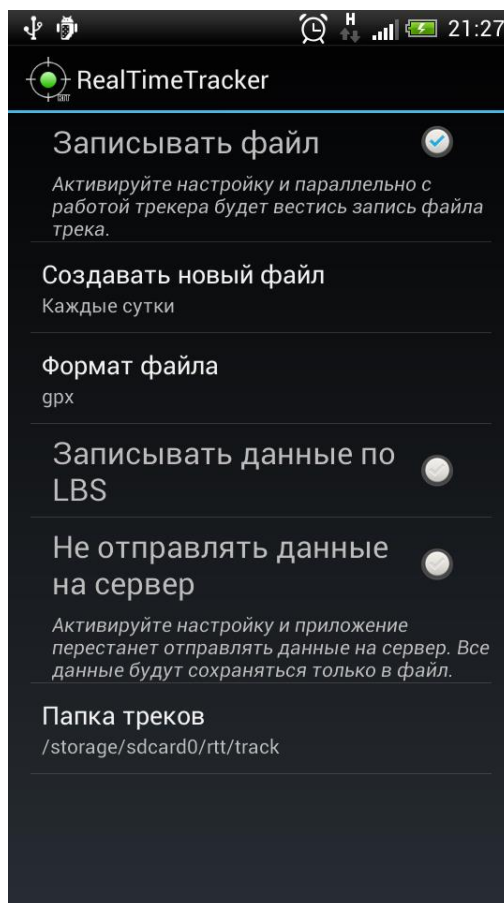 H
21:27
RealTimeTracker
Записывать файл
Активируйте настройку и параллельно с
работой трекера будет вестись запись файла
трека.
Создавать новый файл
Каждые сутки
Формат файла
gpx
Записывать данные по
LBS
Не отправлять данные
на сервер
Активируйте настройку и приложение
перестанет отправлять данные на сервер. Все
данные будут сохраняться только в файл.
Папка треков
/storage/sdcard0/rtt/track